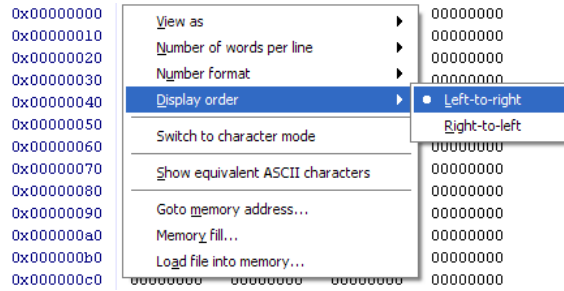 0x00000000 View as 00000000
0x00000010 Number of words per line 00000000
0x00000020 00000000
0x00000030 Number format 00000000
0x00000040 Display order Left-to-right
0x00000050 Right-to-left
0x00000060 Switch to character mode 00000000
0x00000070 Show equivalent ASCII characters 00000000
0x00000080 00000000
0x00000090 Goto memory address... 00000000
0x000000a0 Memory fill... 00000000
0x000000b0 Load file into memory... 00000000
0x000000c0 00000000 00000000 00000000 00000000